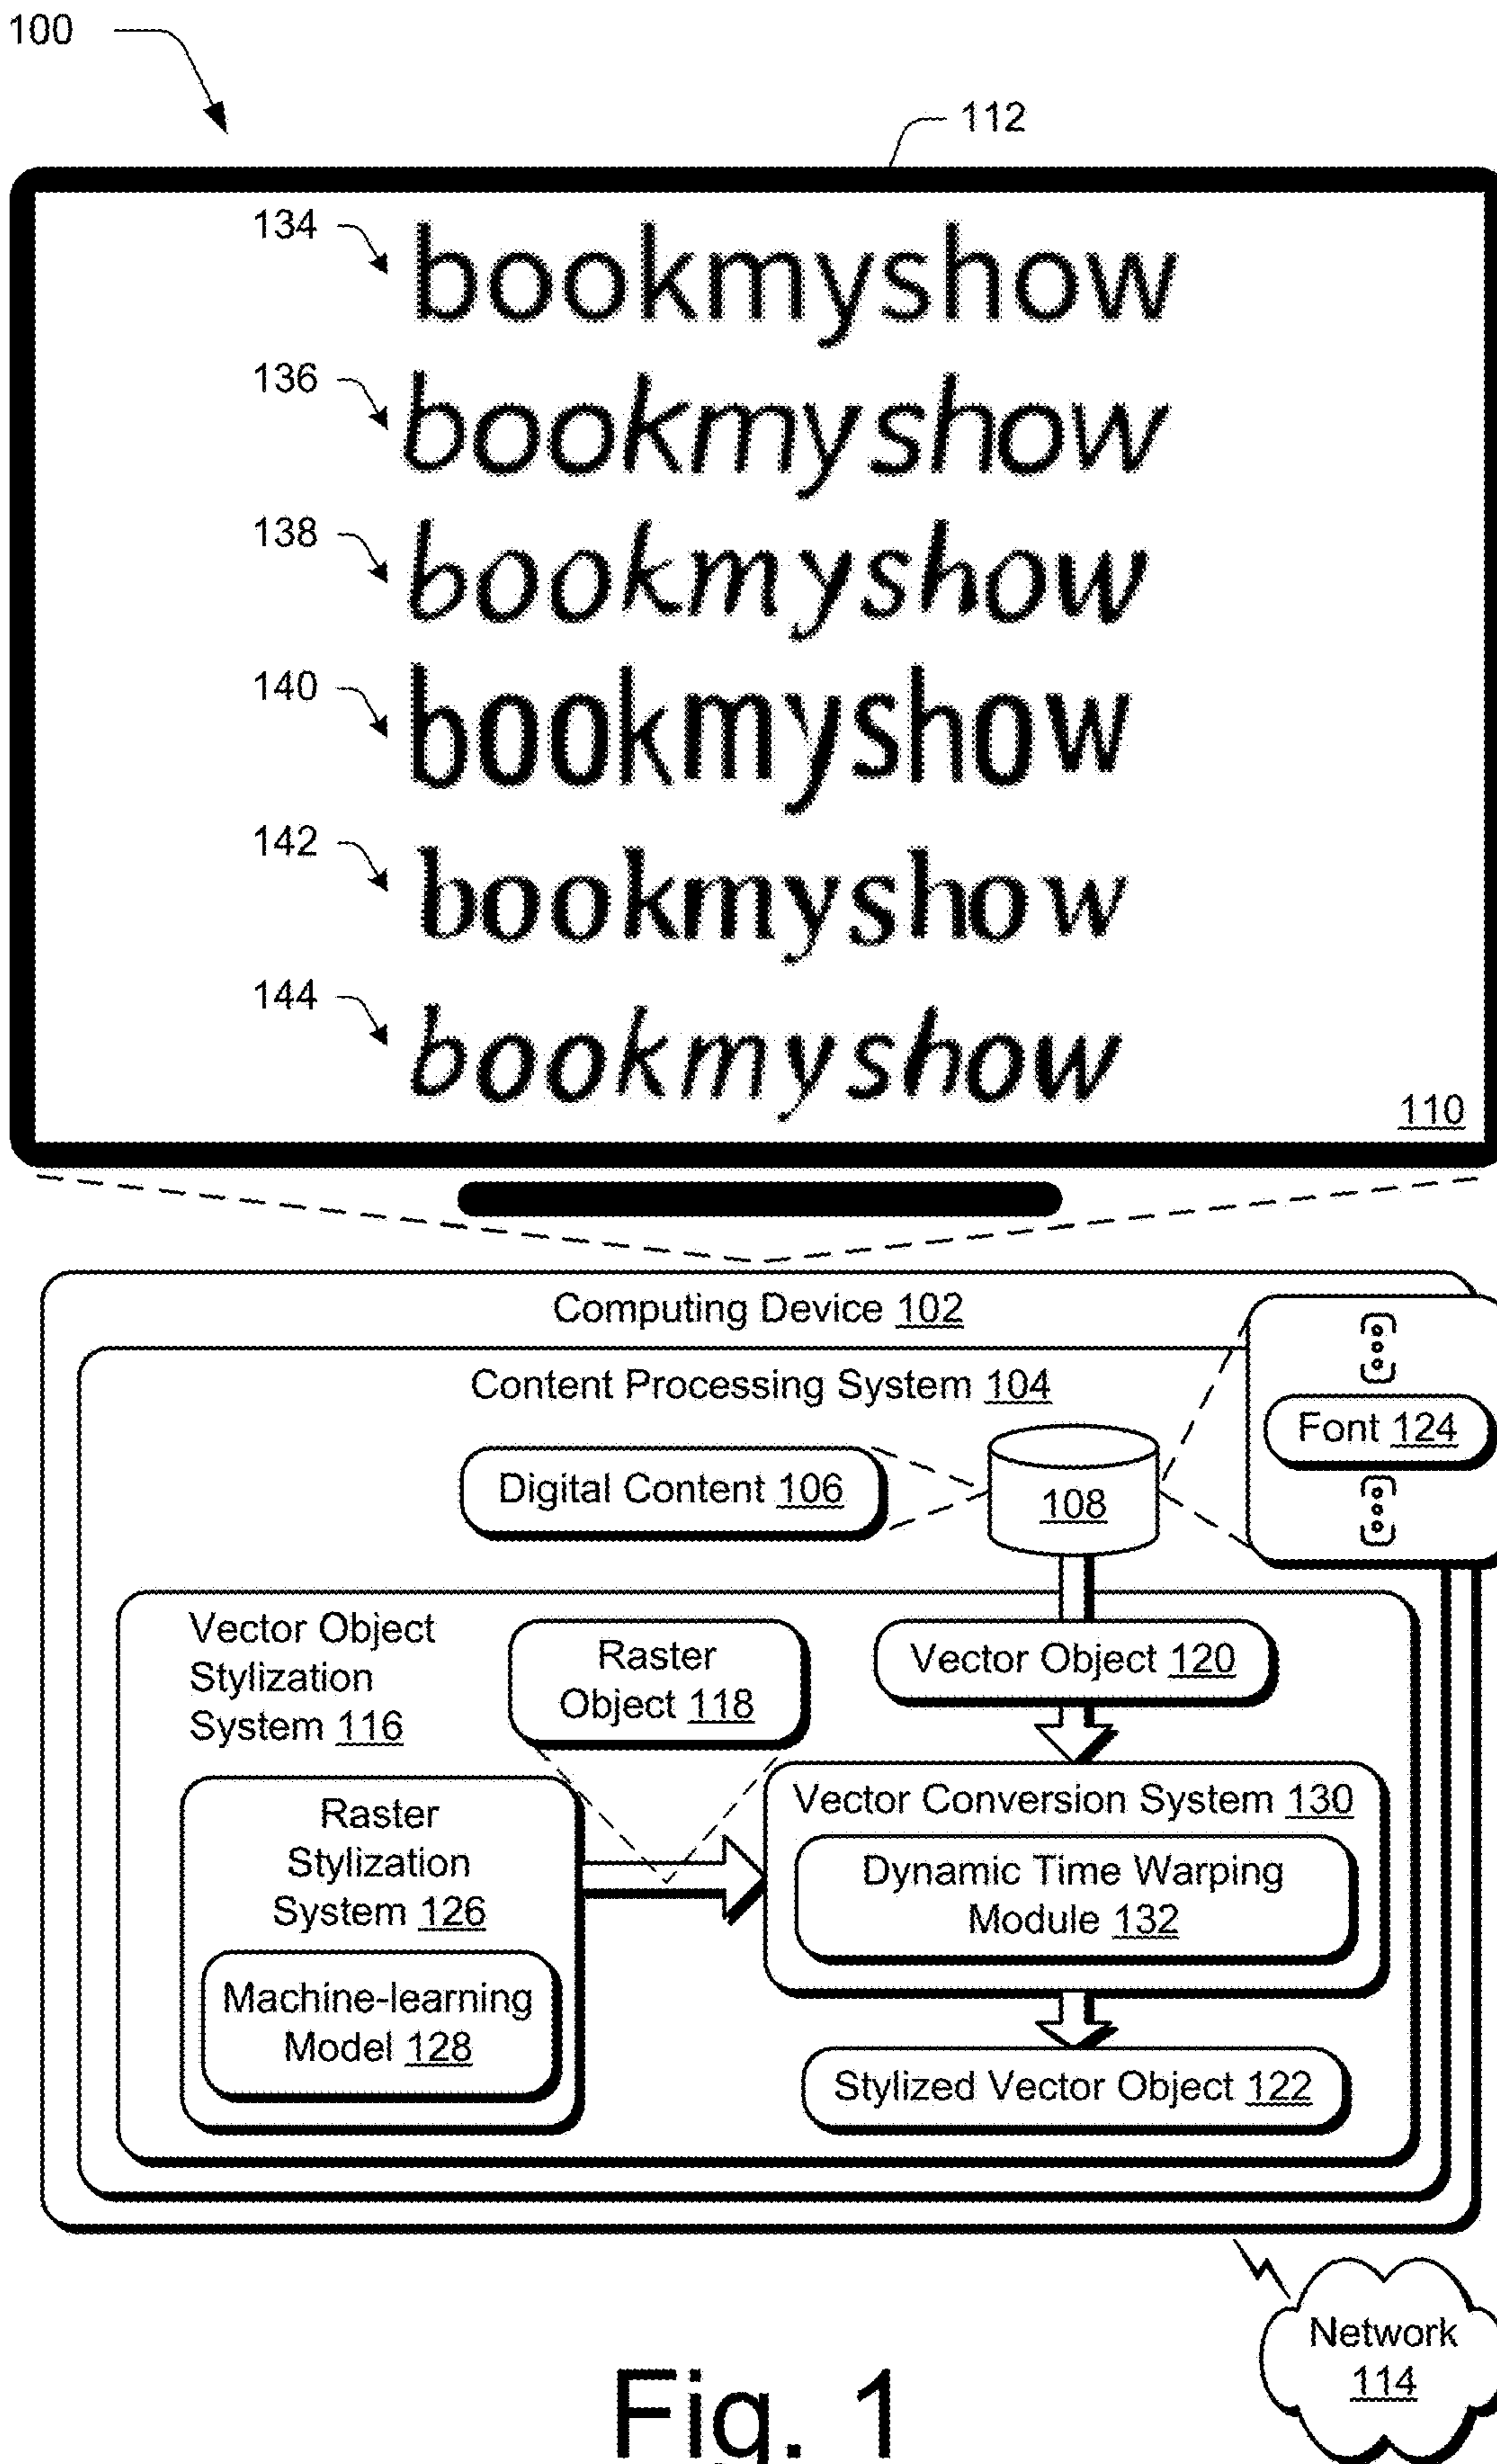 100
112
134 bookmyshow
136 bookmyshow
138 bookmyshow
140 bookmyshow
142 bookmyshow
144 bookmyshow
110
Computing Device 102
Content Processing System 104
Font 124
Digital Content 106
108
Vector Object
Stylization
System 116
Raster
Object 118
Vector Object 120
Raster
Stylization
System 126
Machine-learning
Model 128
Vector Conversion System 130
Dynamic Time Warping
Module 132
Stylized Vector Object 122
Network
114
Fig. 1